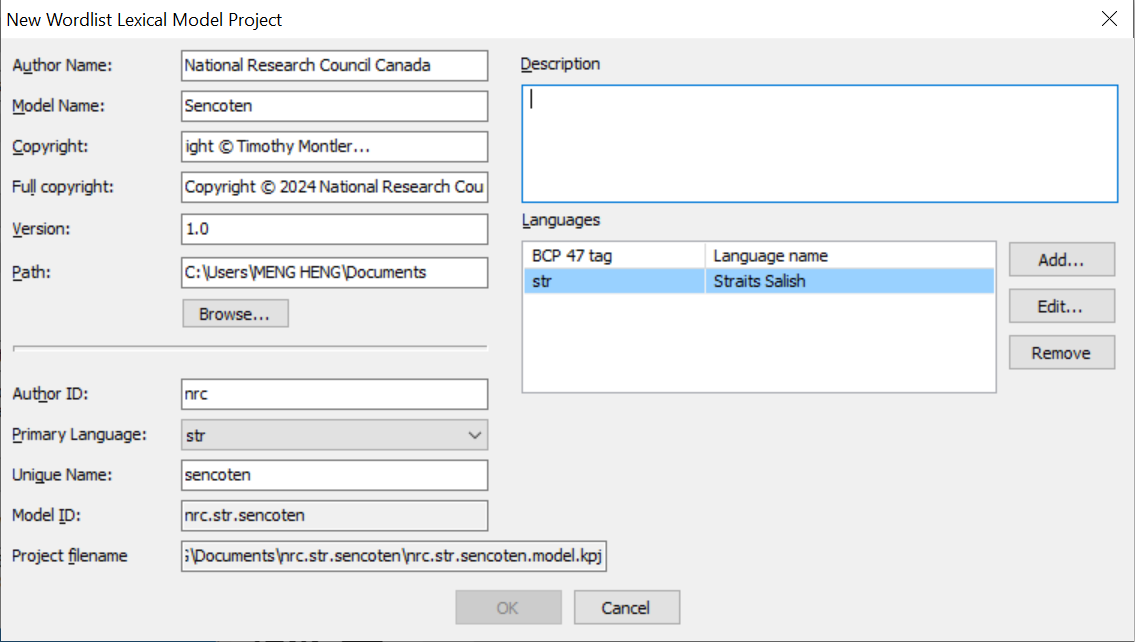 New Wordlist Lexical Model Project
Author Name: National Research Council Canada
Model Name: Sencoten
Copyright: ight © Timothy Montler...
Full copyright: Copyright © 2024 National Research Cou
Version: 1.0
Path: C:\Users\MENG HENG\Documents
Browse...
Author ID: nrc
Primary Language: str
Unique Name: sencoten
Model ID: nrc.str.sencoten
Project filename \Documents\nrc.str.sencoten\nrc.str.sencoten.model.kpj
Description
Languages
BCP 47 tag Language name
str Straits Salish
Add...
Edit...
Remove
OK Cancel